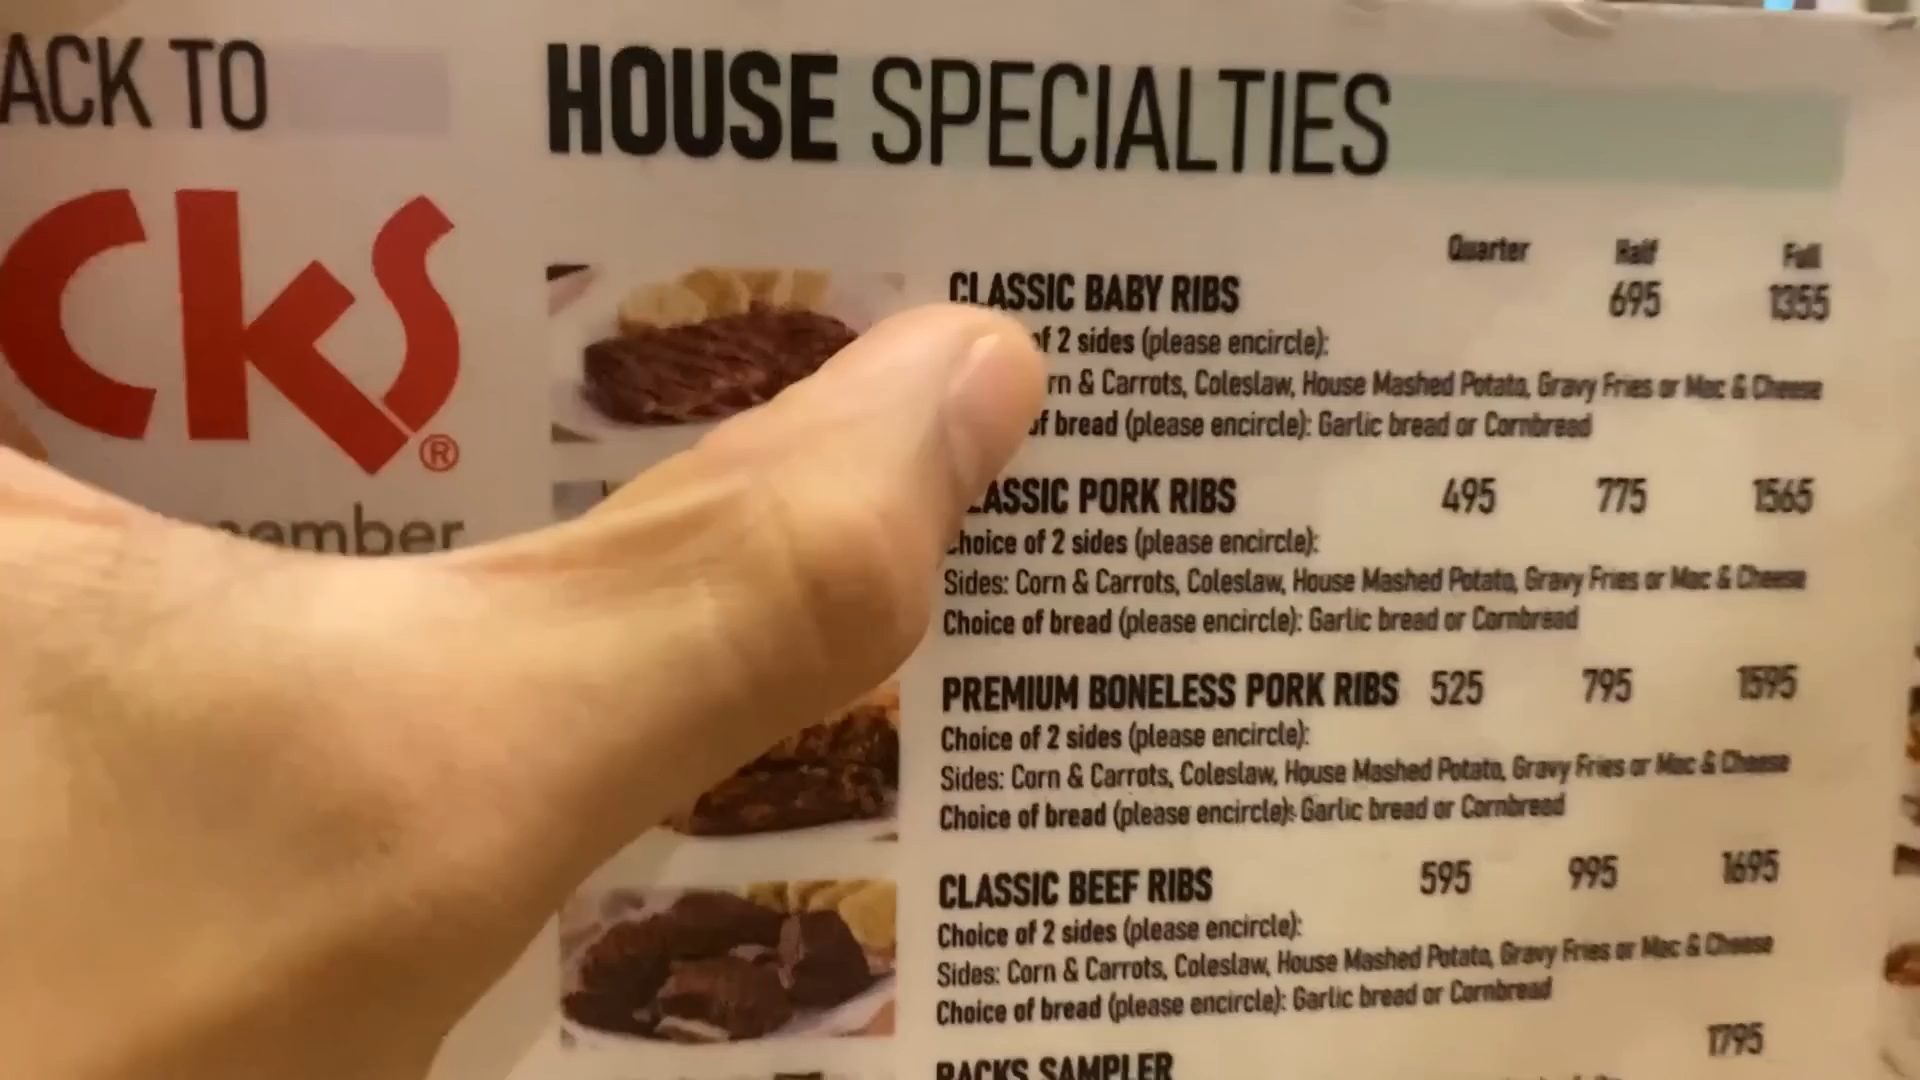 ACK TO
CKS®
ember
HOUSE SPECIALTIES
Quarter Half Full
CLASSIC BABY RIBS 695 1355
of 2 sides (please encircle):
rn & Carrots, Coleslaw, House Mashed Potato, Gravy Fries or Mac & Cheese
of bread (please encircle): Garlic bread or Cornbread
LASSIC PORK RIBS 495 775 1565
Choice of 2 sides (please encircle):
Sides: Corn & Carrots, Coleslaw, House Mashed Potato, Gravy Fries or Mac & Cheese
Choice of bread (please encircle): Garlic bread or Cornbread
PREMIUM BONELESS PORK RIBS 525 795 1595
Choice of 2 sides (please encircle):
Sides: Corn & Carrots, Coleslaw, House Mashed Potato, Gravy Fries or Mac & Cheese
Choice of bread (please encircle): Garlic bread or Cornbread
CLASSIC BEEF RIBS 595 995 1695
Choice of 2 sides (please encircle):
Sides: Corn & Carrots, Coleslaw, House Mashed Potato, Gravy Fries or Mac & Cheese
Choice of bread (please encircle): Garlic bread or Cornbread
RACKS SAMPLER 1795